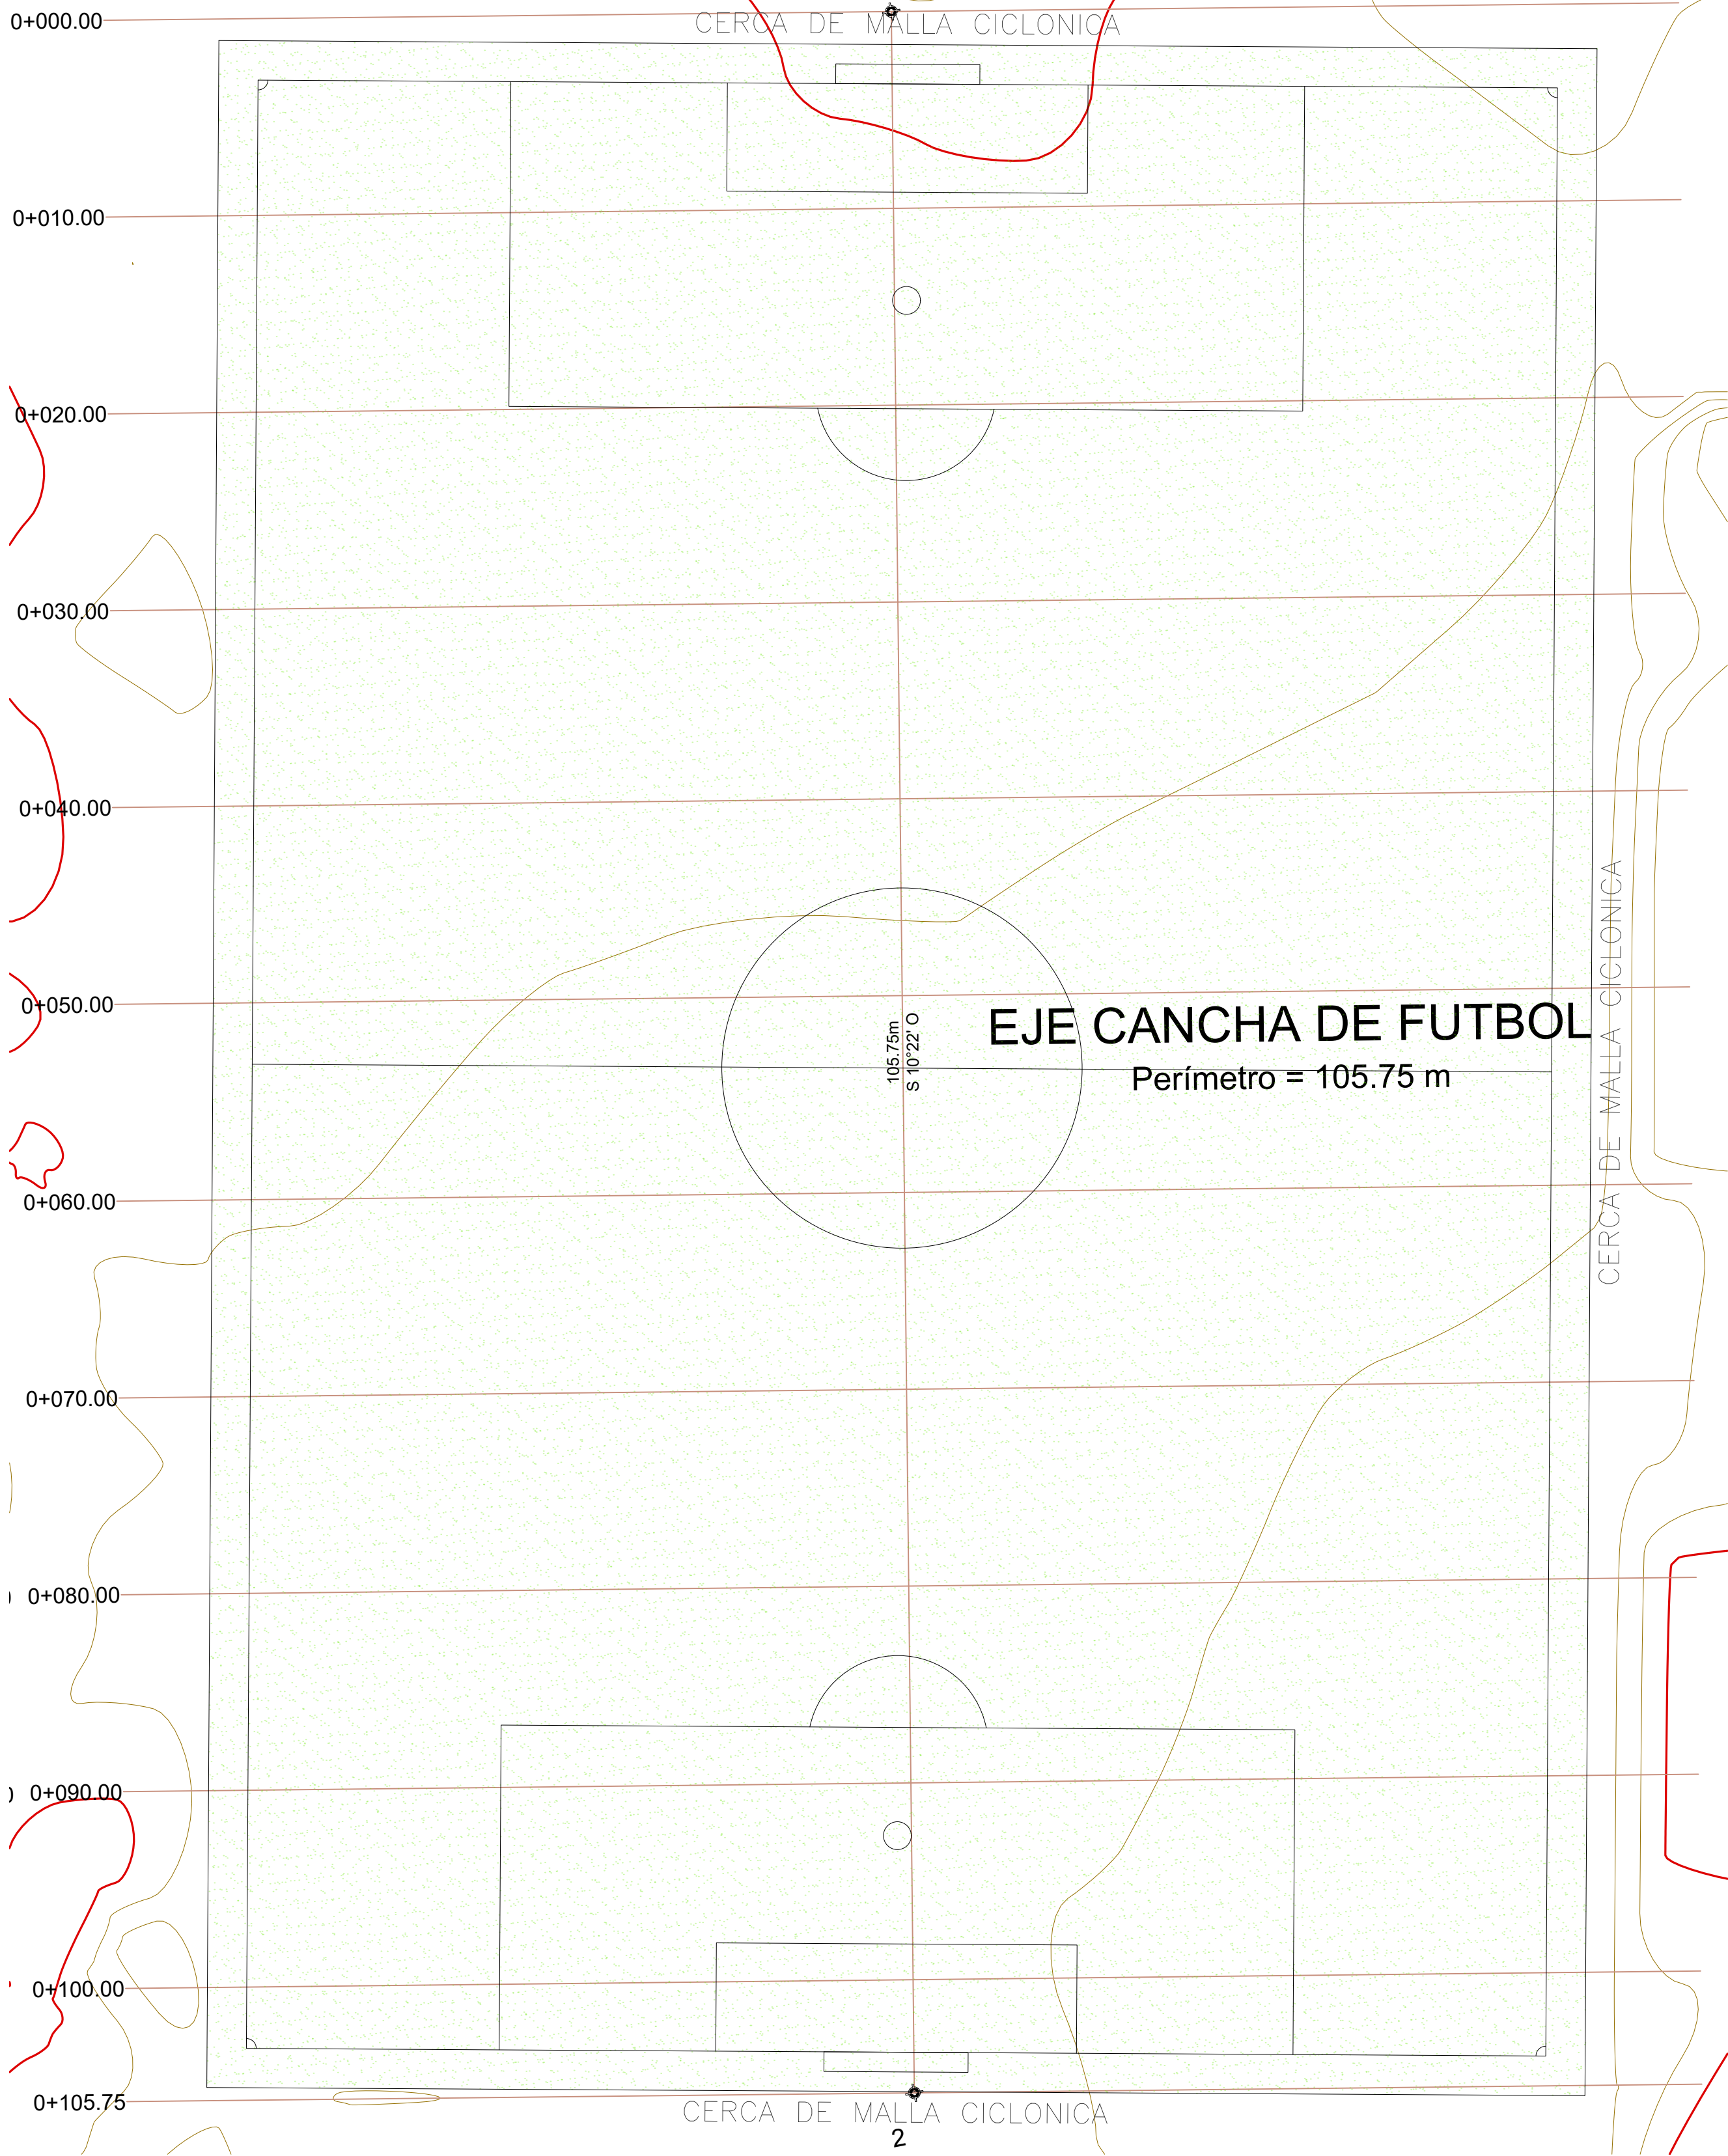 0+000.00
CERCA DE MALLA CICLONICA
0+010.00
0+020.00
0+030.00
0+040.00
0+050.00
105.75m
S 10°22' O
EJE CANCHA DE FUTBOL
Perímetro = 105.75 m
CERCA DE MALLA CICLONICA
0+060.00
0+070.00
0+080.00
0+090.00
0+100.00
0+105.75
CERCA DE MALLA CICLONICA
2